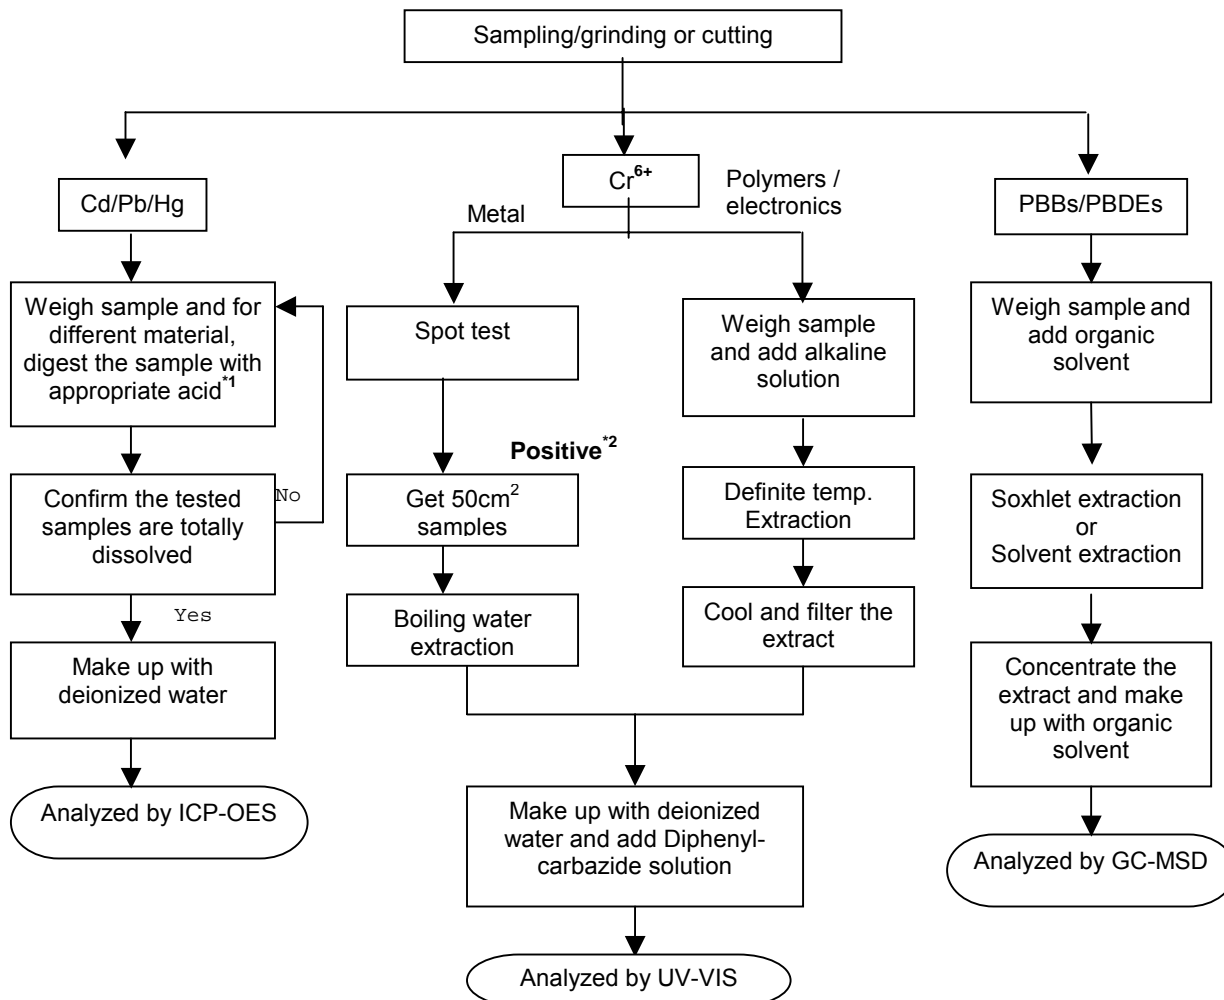 Sampling/grinding or cutting
Cd/Pb/Hg
Weigh sample and for
different material,
digest the sample with
appropriate acid*1
Confirm the tested
samples are totally
dissolved
No
Yes
Make up with
deionized water
Analyzed by ICP-OES
Cr6+
Metal
Polymers /
electronics
Spot test
Positive*2
Get 50cm2
samples
Boiling water
extraction
Weigh sample
and add alkaline
solution
Definite temp.
Extraction
Cool and filter the
extract
Make up with deionized
water and add Diphenyl-
carbazide solution
Analyzed by UV-VIS
PBBs/PBDEs
Weigh sample and
add organic
solvent
Soxhlet extraction
or
Solvent extraction
Concentrate the
extract and make
up with organic
solvent
Analyzed by GC-MSD